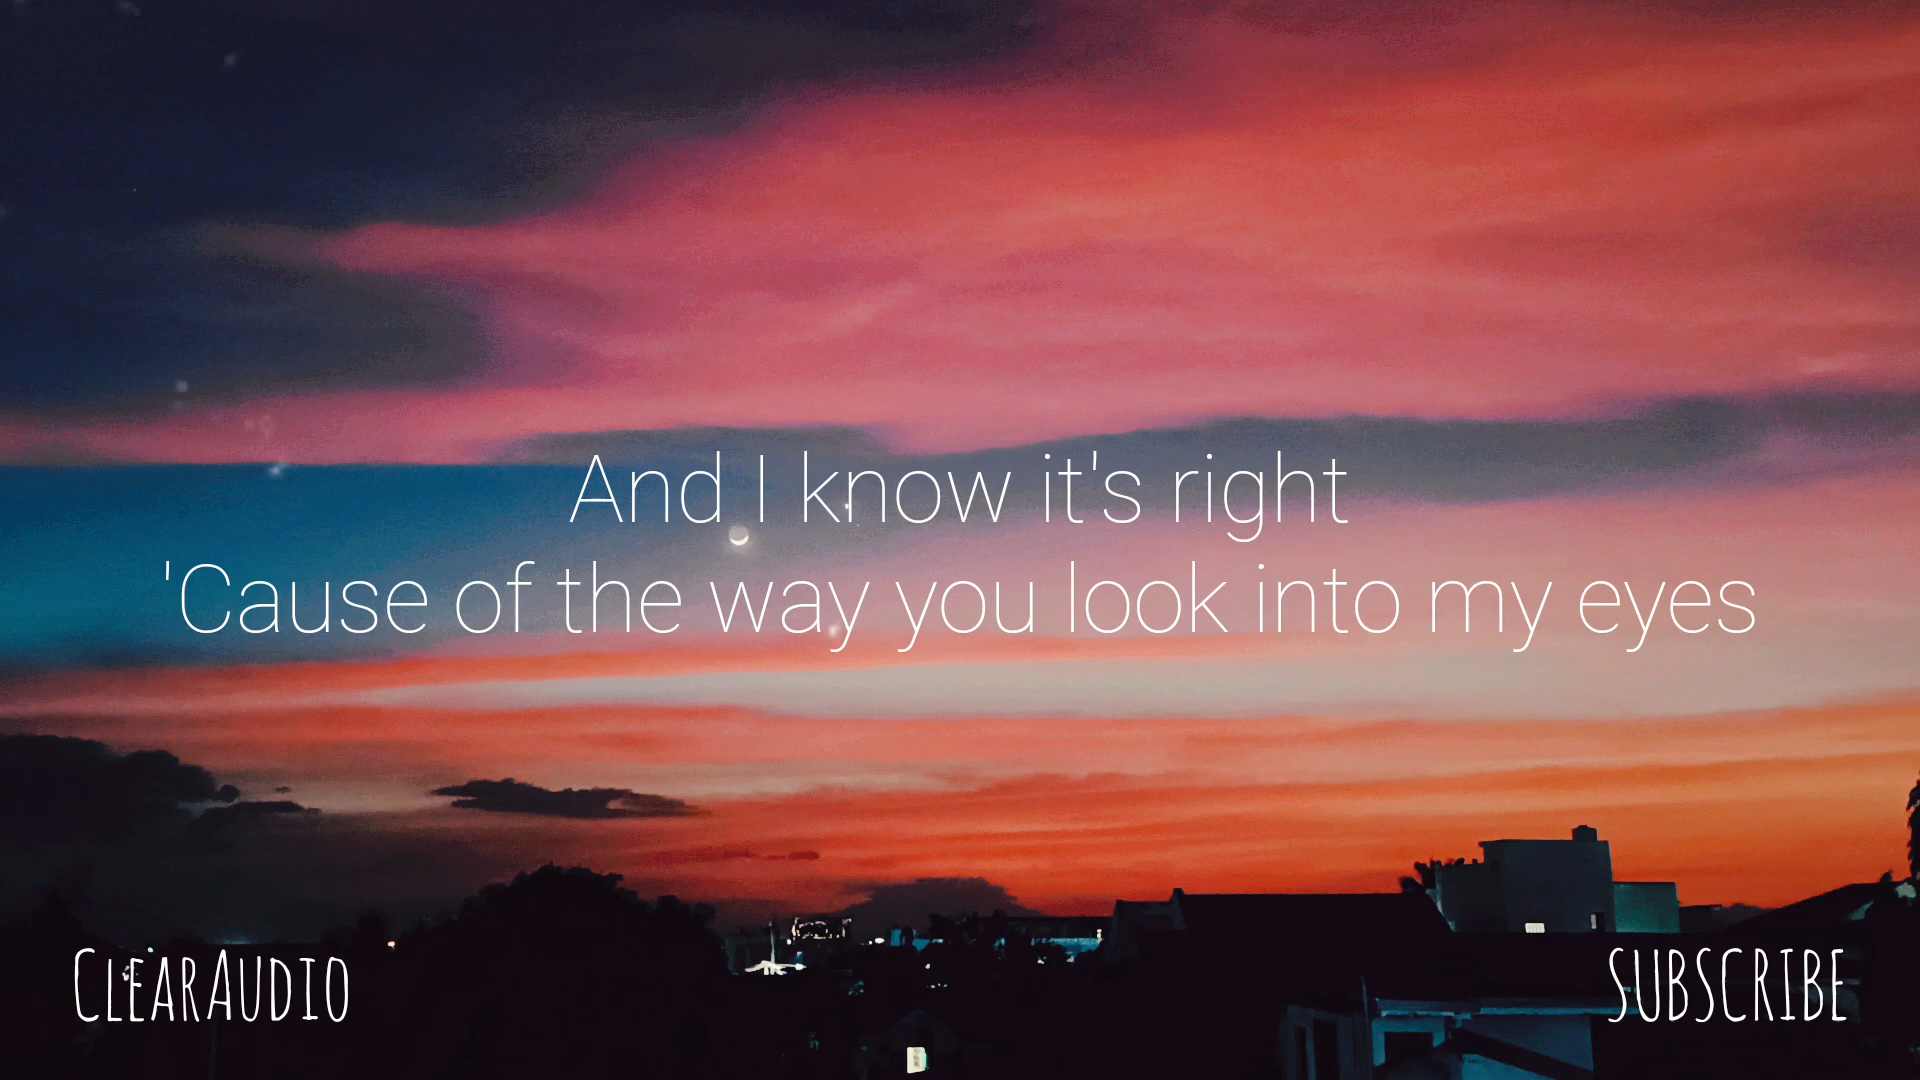 And I know it's right
'Cause of the way you look into my eyes
ClearAudio
SUBSCRIBE